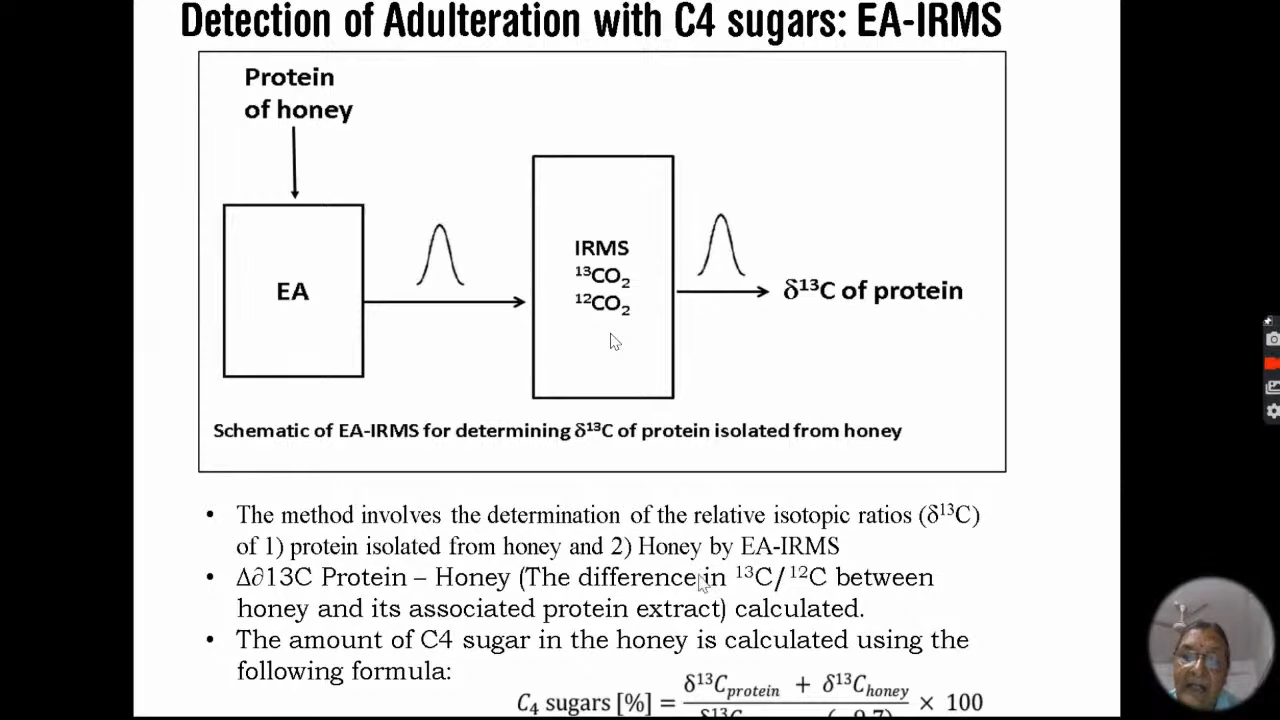 Detection of Adulteration with C4 sugars: EA-IRMS
Protein
of honey
EA
IRMS
¹³CO₂
¹²CO₂
δ¹³C of protein
Schematic of EA-IRMS for determining δ¹³C of protein isolated from honey
• The method involves the determination of the relative isotopic ratios (δ¹³C)
of 1) protein isolated from honey and 2) Honey by EA-IRMS
• Δ∂13C Protein – Honey (The difference in ¹³C/¹²C between
honey and its associated protein extract) calculated.
• The amount of C4 sugar in the honey is calculated using the
following formula:
δ¹³Cprotein + δ¹³Choney
C₄ sugars [%] = × 100